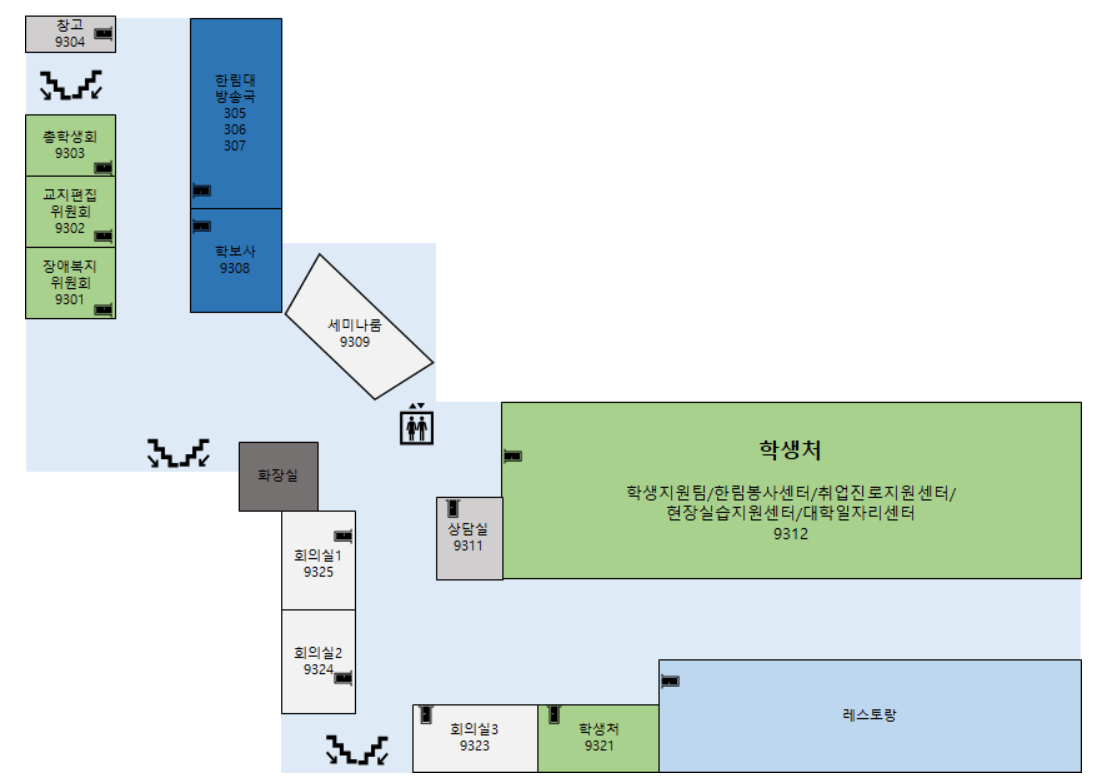 창고
9304
총학생회
9303
교지편집
위원회
9302
장애복지
위원회
9301
한림대
방송국
305
306
307
학보사
9308
세미나룸
9309
화장실
회의실1
9325
회의실2
9324
상담실
9311
학생처
학생지원팀/한림봉사센터/취업진로지원센터/
현장실습지원센터/대학일자리센터
9312
회의실3
9323
학생처
9321
레스토랑